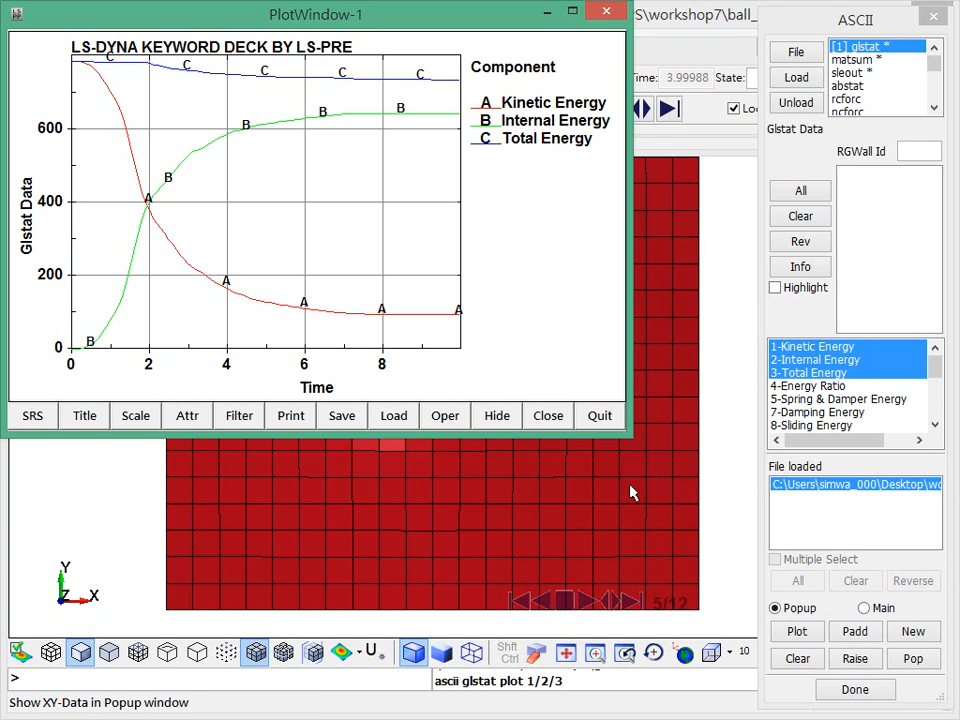 PlotWindow-1
S\workshop7\ball_
ASCII
LS-DYNA KEYWORD DECK BY LS-PRE
Component
A Kinetic Energy
B Internal Energy
C Total Energy
Glstat Data
600
400
200
0
0 2 4 6 8
Time
C C C C C
B B B B B
A A A A A
SRS Title Scale Attr Filter Print Save Load Oper Hide Close Quit
ime: 3.99988 State:
Loc
File
Load
Unload
[1] glstat *
matsum *
sleout *
abstat
rcforc
ncforc
Glstat Data
RGWall Id
All
Clear
Rev
Info
Highlight
1-Kinetic Energy
2-Internal Energy
3-Total Energy
4-Energy Ratio
5-Spring & Damper Energy
7-Damping Energy
8-Sliding Energy
File loaded
C:\Users\simwa_000\Desktop\wo
Multiple Select
All Clear Reverse
Popup Main
Plot Padd New
Clear Raise Pop
Done
5/12
Y
Z X
U
Shft
Ctrl
10
>
ascii glstat plot 1/2/3
Show XY-Data in Popup window